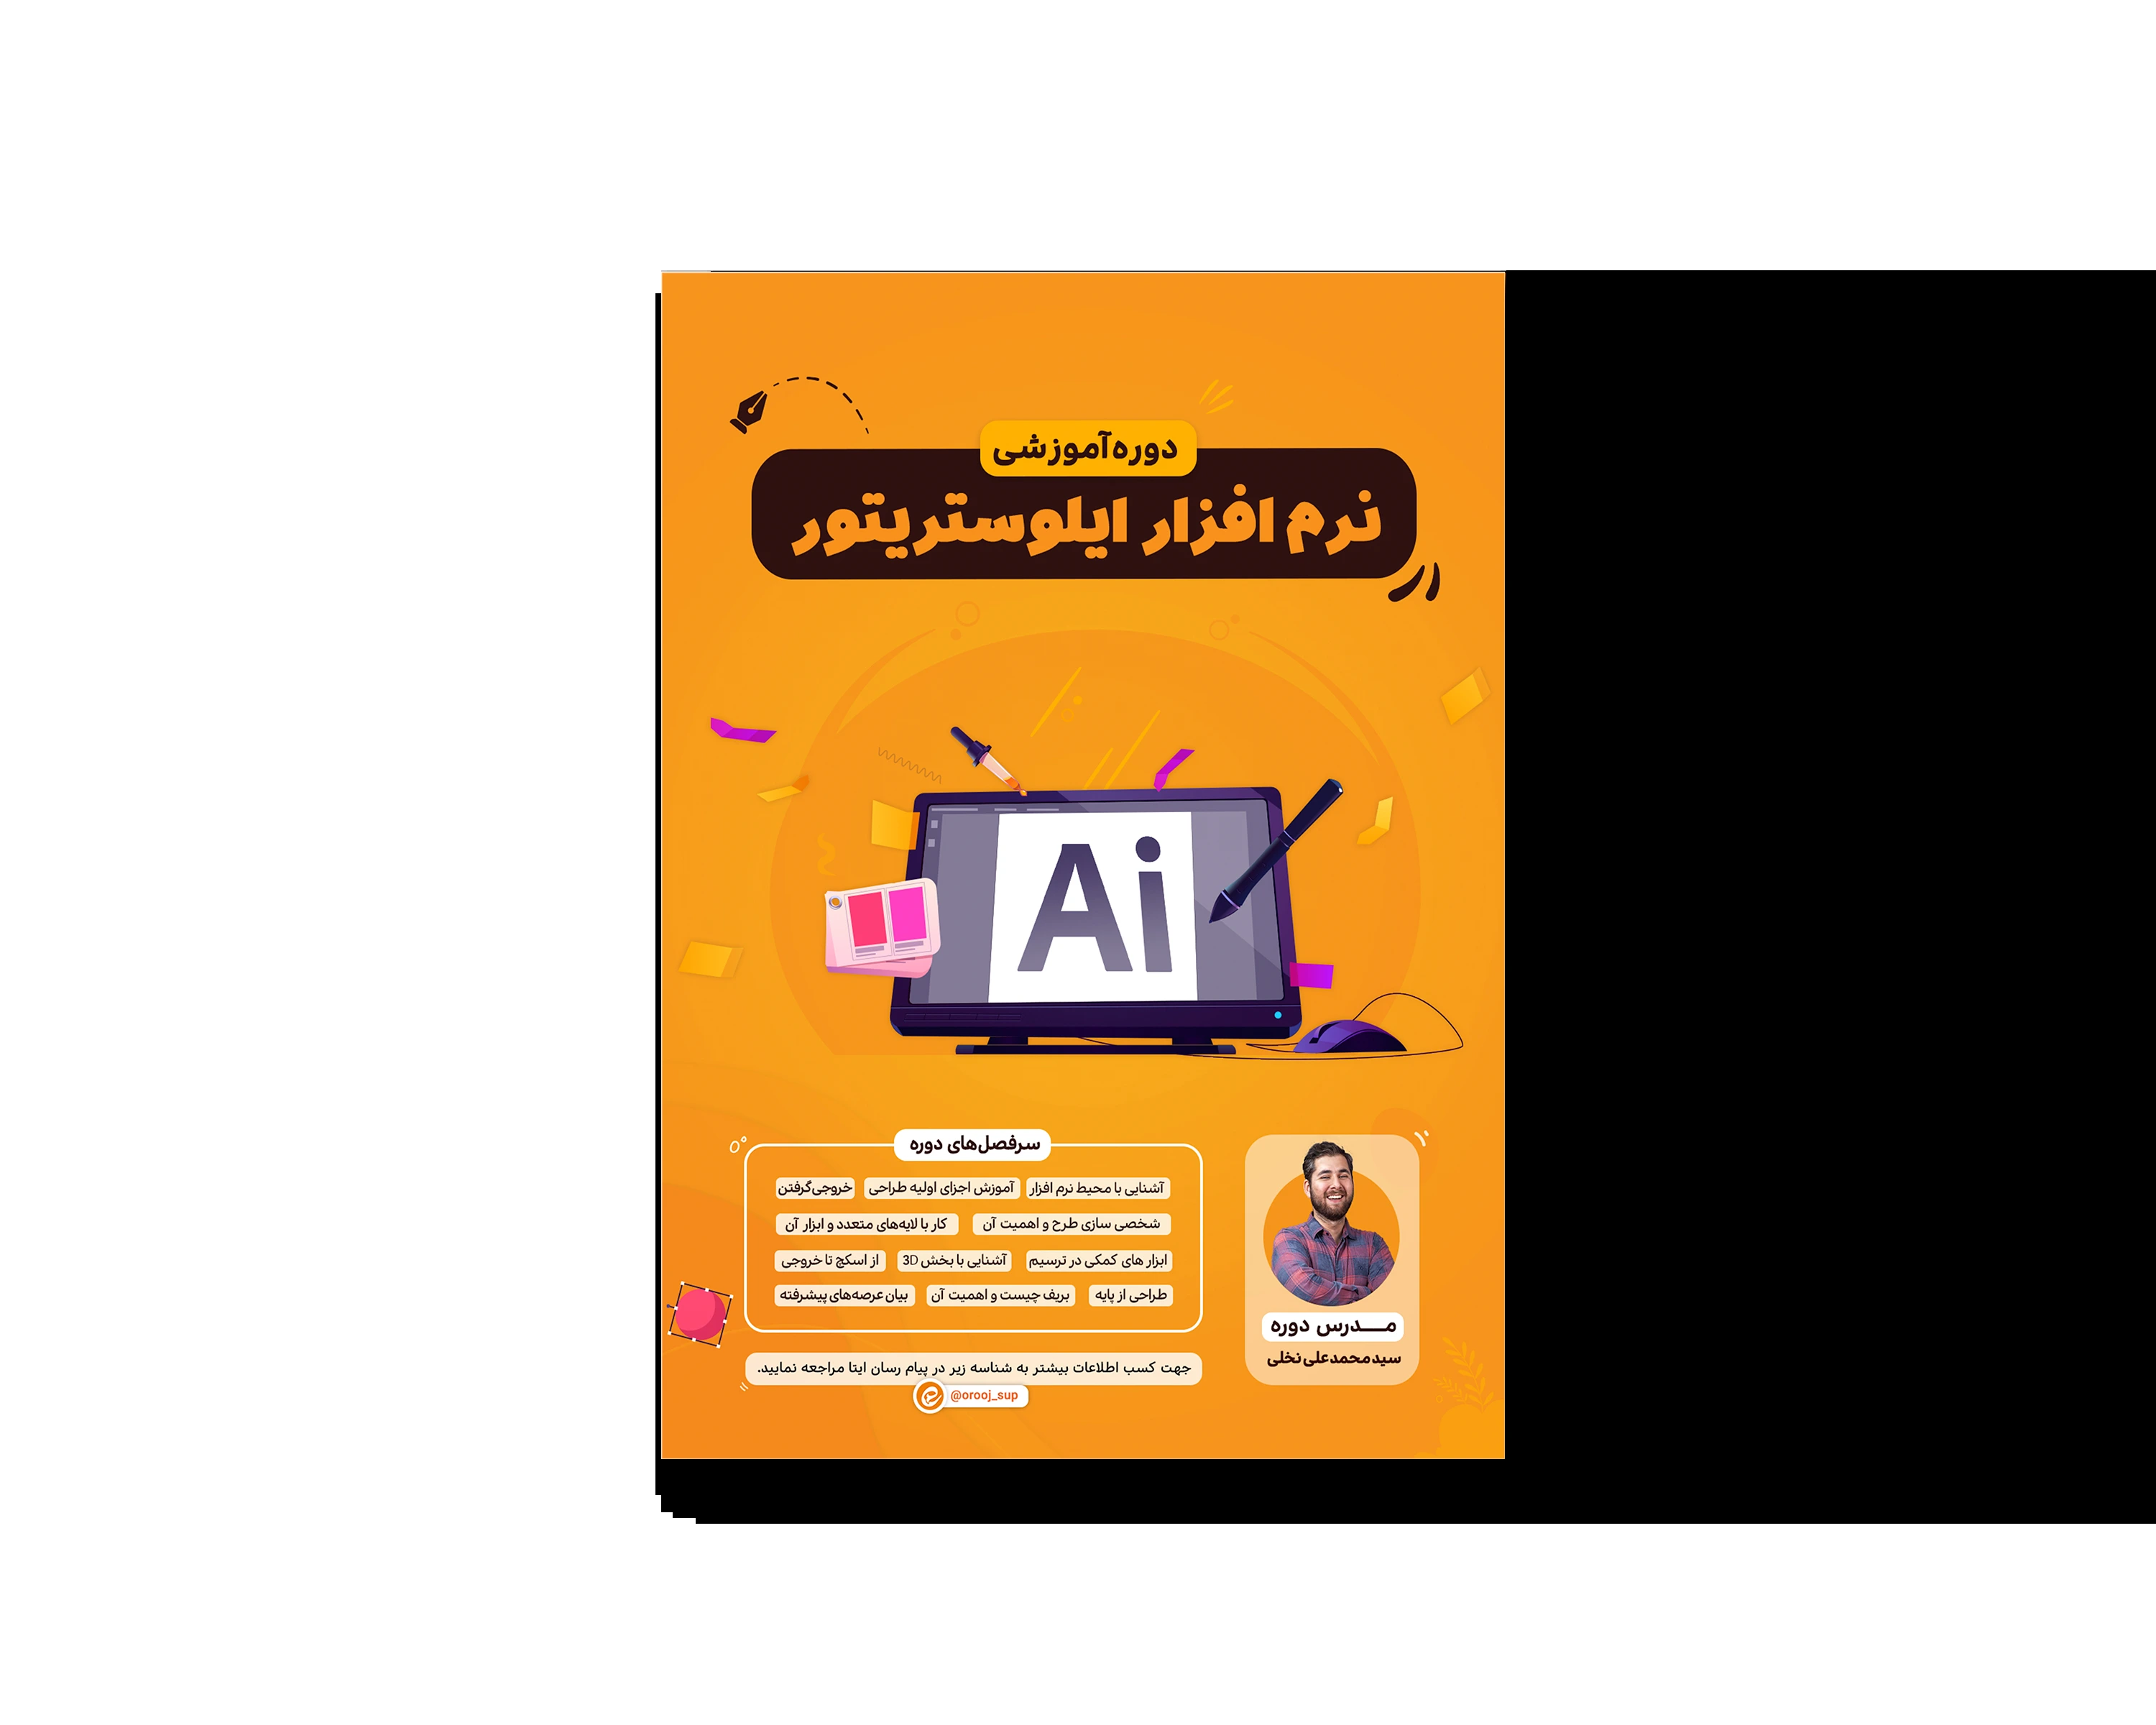 دوره آموزشی
نرم افزار ایلوستریتور
Ai
سرفصل‌های دوره
آشنایی با محیط نرم افزار
آموزش اجزای اولیه طراحی
خروجی‌گرفتن
شخصی سازی طرح و اهمیت آن
کار با لایه‌های متعدد و ابزار آن
ابزار های کمکی در ترسیم
آشنایی با بخش 3D
از اسکچ تا خروجی
طراحی از پایه
بریف چیست و اهمیت آن
بیان عرصه‌های پیشرفته
مــدرس دوره
سیدمحمدعلی نخلی
جهت کسب اطلاعات بیشتر به شناسه زیر در پیام رسان ایتا مراجعه نمایید.
@orooj_sup